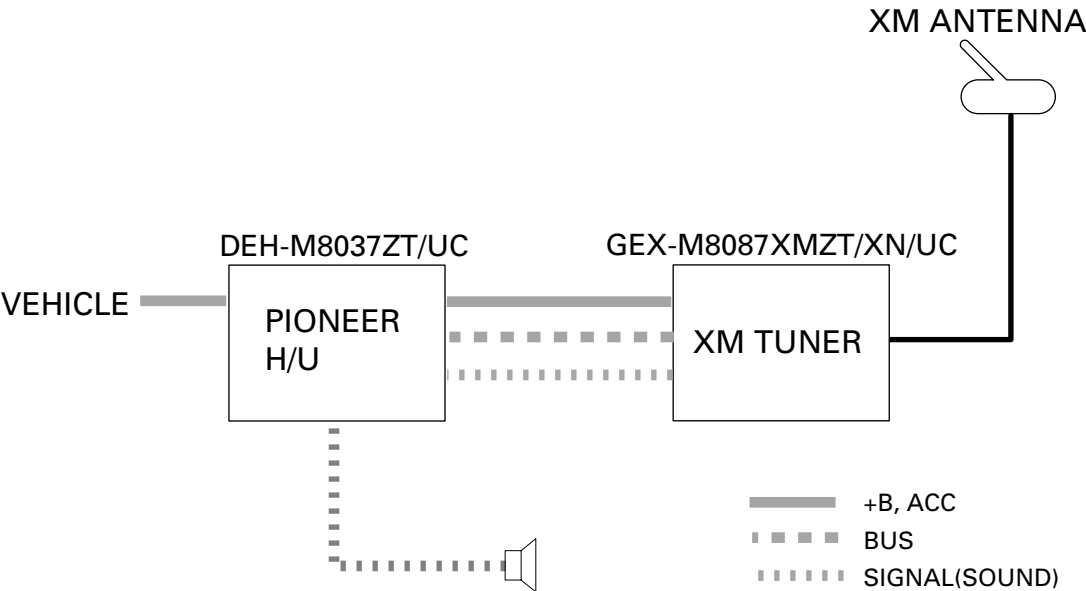 XM ANTENNA
DEH-M8037ZT/UC
GEX-M8087XMZT/XN/UC
VEHICLE
PIONEER
H/U
XM TUNER
+B, ACC
BUS
SIGNAL(SOUND)